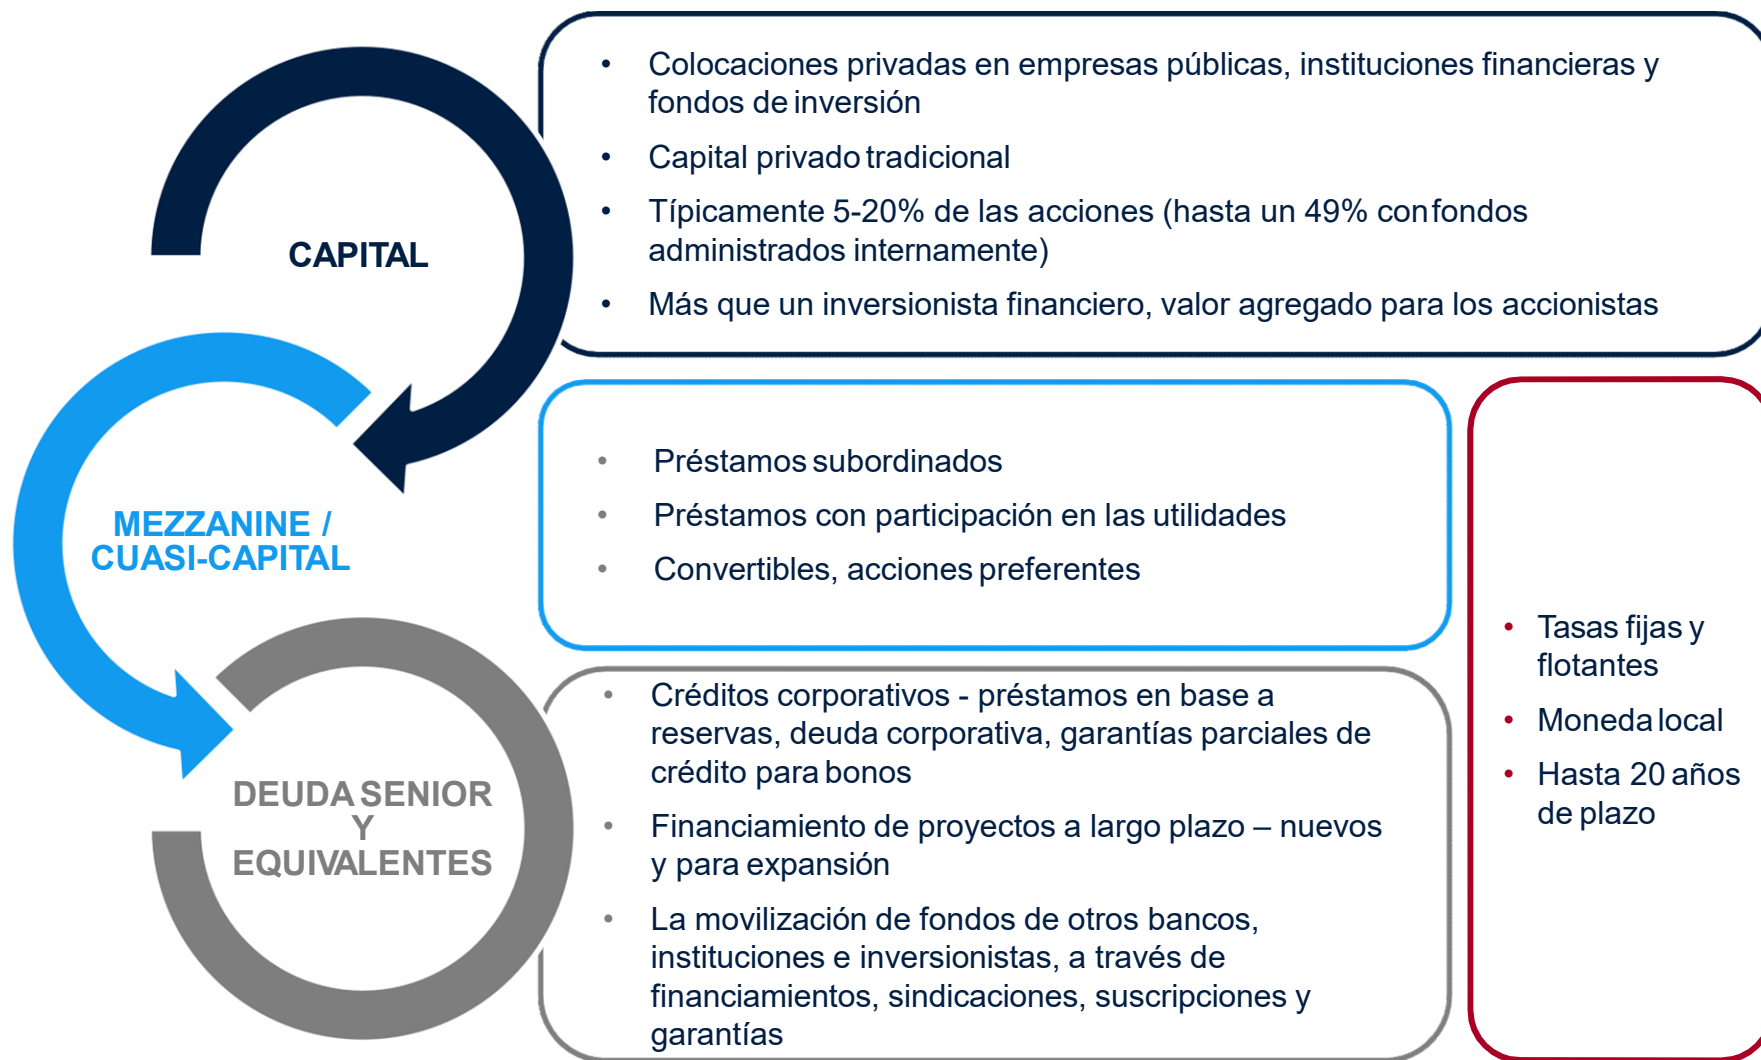 CAPITAL
• Colocaciones privadas en empresas públicas, instituciones financieras y
fondos de inversión
• Capital privado tradicional
• Típicamente 5-20% de las acciones (hasta un 49% confondos
administrados internamente)
• Más que un inversionista financiero, valor agregado para los accionistas
MEZZANINE /
CUASI-CAPITAL
• Préstamos subordinados
• Préstamos con participación en las utilidades
• Convertibles, acciones preferentes
DEUDA SENIOR
Y
EQUIVALENTES
• Créditos corporativos - préstamos en base a
reservas, deuda corporativa, garantías parciales de
crédito para bonos
• Financiamiento de proyectos a largo plazo – nuevos
y para expansión
• La movilización de fondos de otros bancos,
instituciones e inversionistas, a través de
financiamientos, sindicaciones, suscripciones y
garantías
• Tasas fijas y
flotantes
• Moneda local
• Hasta 20 años
de plazo